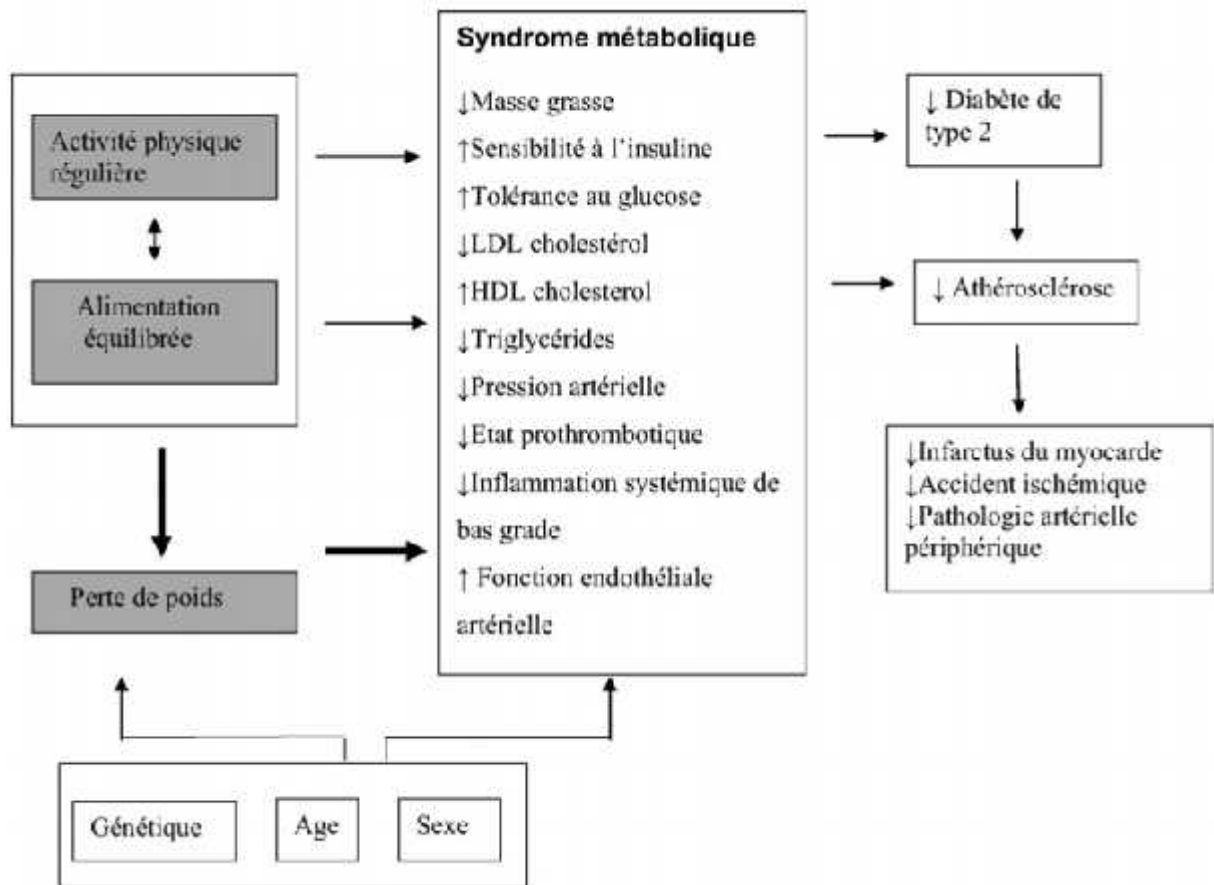 Activité physique
régulière
Alimentation
équilibrée
Perte de poids
Syndrome métabolique
↓Masse grasse
↑Sensibilité à l'insuline
↑Tolérance au glucose
↓LDL cholestérol
↑HDL cholesterol
↓Triglycérides
↓Pression artérielle
↓Etat prothrombotique
↓Inflammation systémique de
bas grade
↑ Fonction endothéliale
artérielle
↓ Diabète de
type 2
↓ Athérosclérose
↓Infarctus du myocarde
↓Accident ischémique
↓Pathologie artérielle
périphérique
Génétique
Age
Sexe